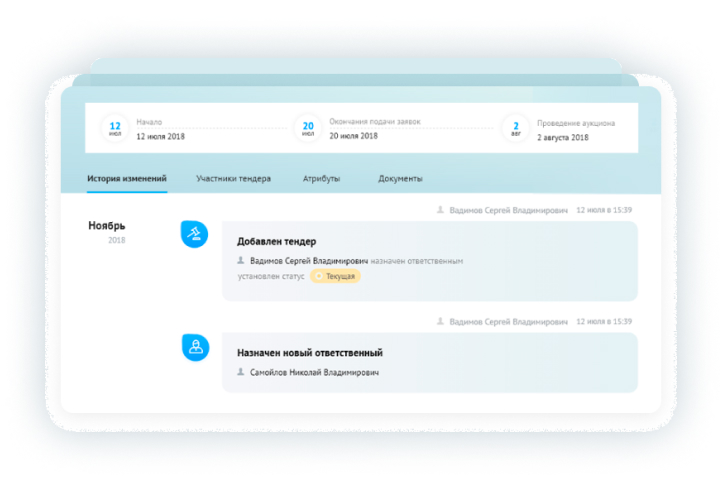 12
июл
Начало
12 июля 2018
20
июл
Окончания подачи заявок
20 июля 2018
2
авг
Проведение аукциона
2 августа 2018
История изменений
Участники тендера
Атрибуты
Документы
Вадимов Сергей Владимирович 12 июля в 15:39
Ноябрь
2018
Добавлен тендер
Вадимов Сергей Владимирович назначен ответственным
установлен статус Текущая
Вадимов Сергей Владимирович 12 июля в 15:39
Назначен новый ответственный
Самойлов Николай Владимирович